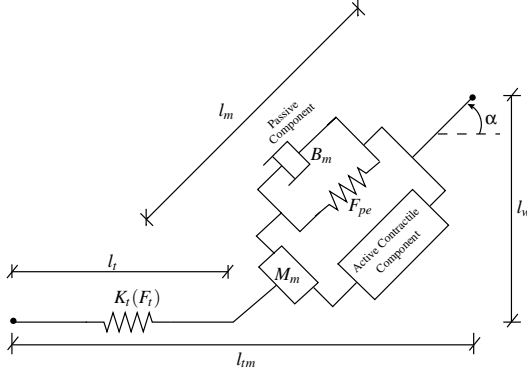 l_m
Passive
Component
B_m
α
F_pe
l_w
l_t
M_m
Active Contractile
Component
K_t(F_t)
l_tm